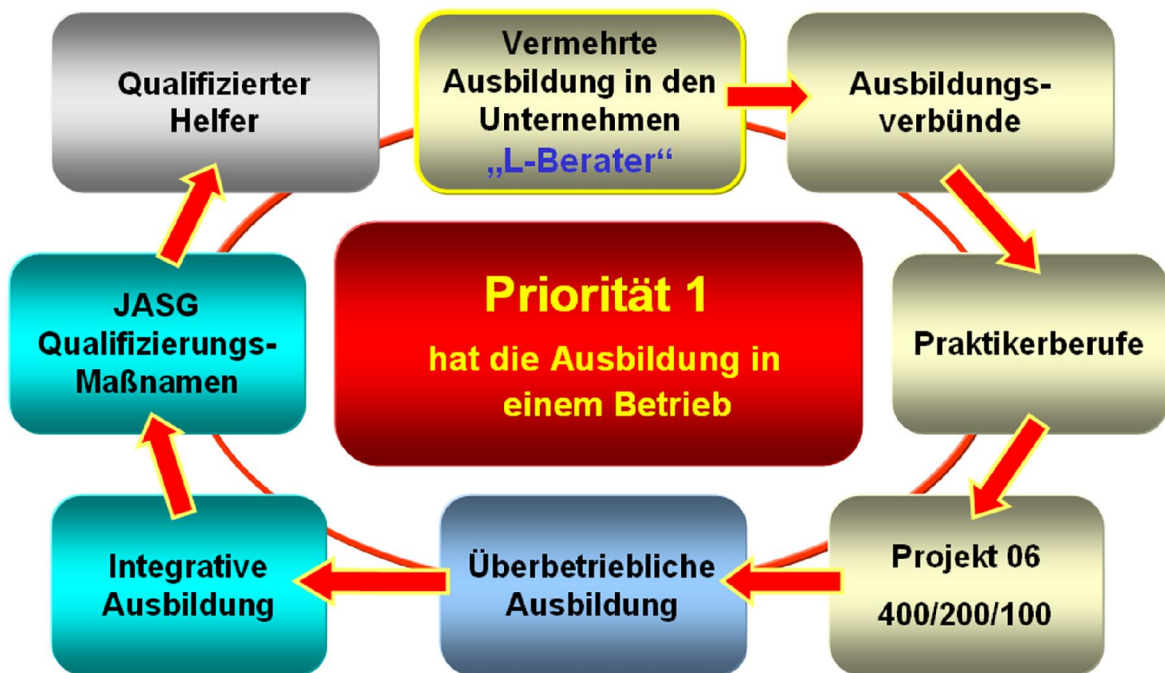 Qualifizierter
Helfer
Vermehrte
Ausbildung in den
Unternehmen
„L-Berater“
Ausbildungs-
verbünde
JASG
Qualifizierungs-
Maßnamen
Priorität 1
hat die Ausbildung in
einem Betrieb
Praktikerberufe
Integrative
Ausbildung
Überbetriebliche
Ausbildung
Projekt 06
400/200/100